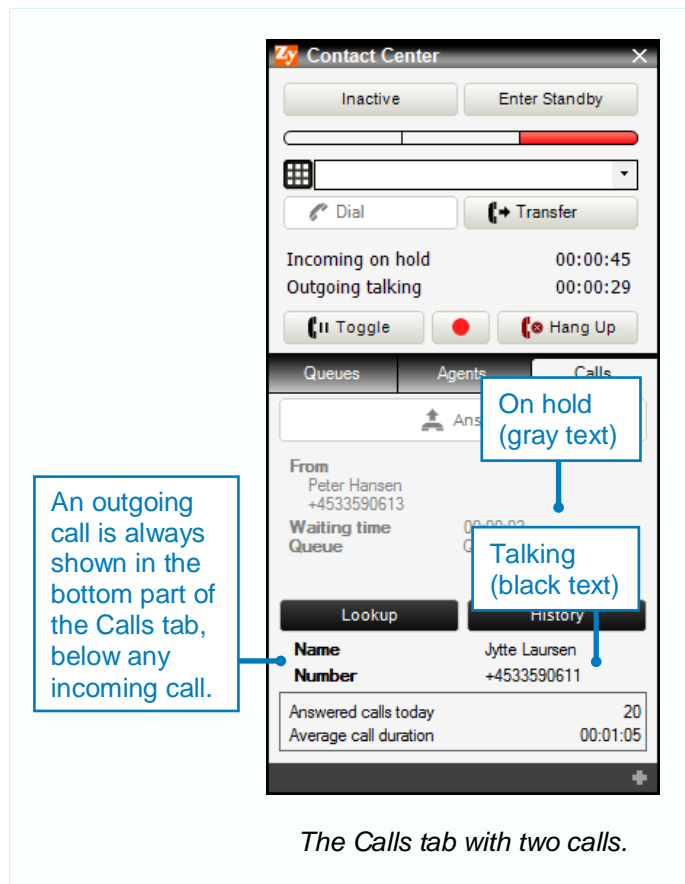 Zy Contact Center
Inactive Enter Standby
Dial Transfer
Incoming on hold 00:00:45
Outgoing talking 00:00:29
Toggle Hang Up
Queues Agents Calls
On hold
(gray text)
From
Peter Hansen
+4533590613
Waiting time
Queue
An outgoing
call is always
shown in the
bottom part of
the Calls tab,
below any
incoming call.
Talking
(black text)
Lookup History
Name Jytte Laursen
Number +4533590611
Answered calls today 20
Average call duration 00:01:05
The Calls tab with two calls.